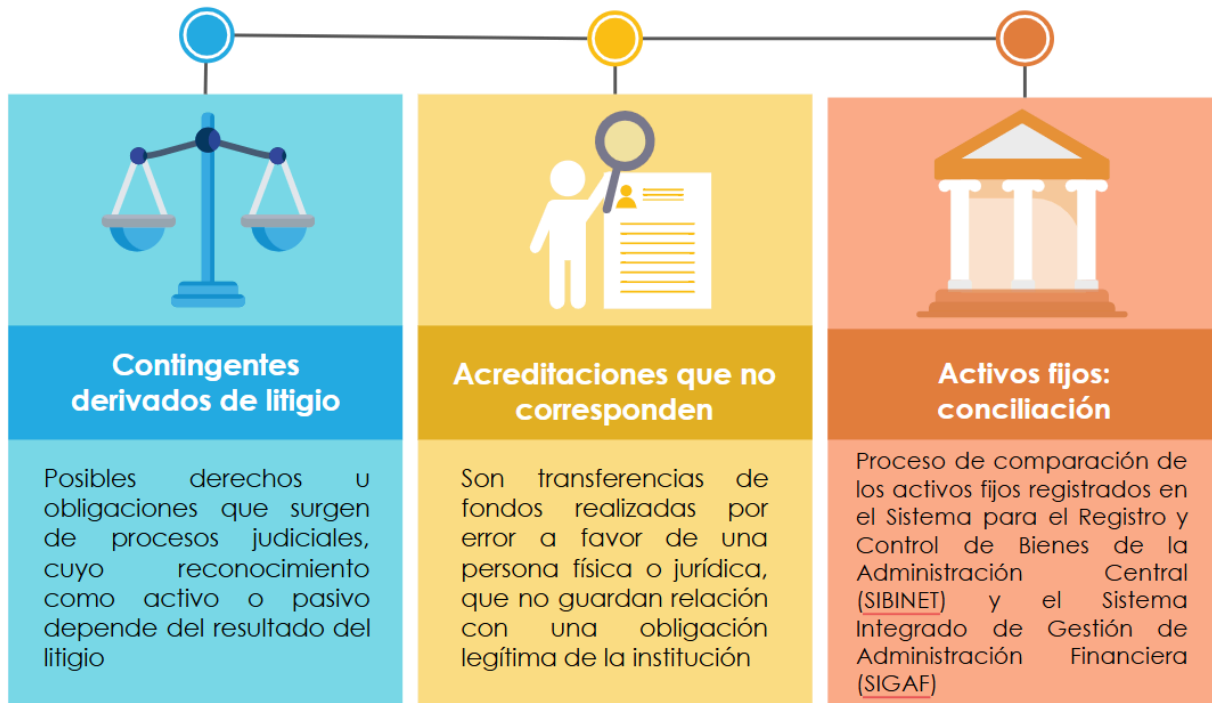 Contingentes
derivados de litigio
Posibles derechos u
obligaciones que surgen
de procesos judiciales,
cuyo reconocimiento
como activo o pasivo
depende del resultado del
litigio
Acreditaciones que no
corresponden
Son transferencias de
fondos realizadas por
error a favor de una
persona física o jurídica,
que no guardan relación
con una obligación
legítima de la institución
Activos fijos:
conciliación
Proceso de comparación de
los activos fijos registrados en
el Sistema para el Registro y
Control de Bienes de la
Administración Central
(SIBINET) y el Sistema
Integrado de Gestión de
Administración Financiera
(SIGAF)